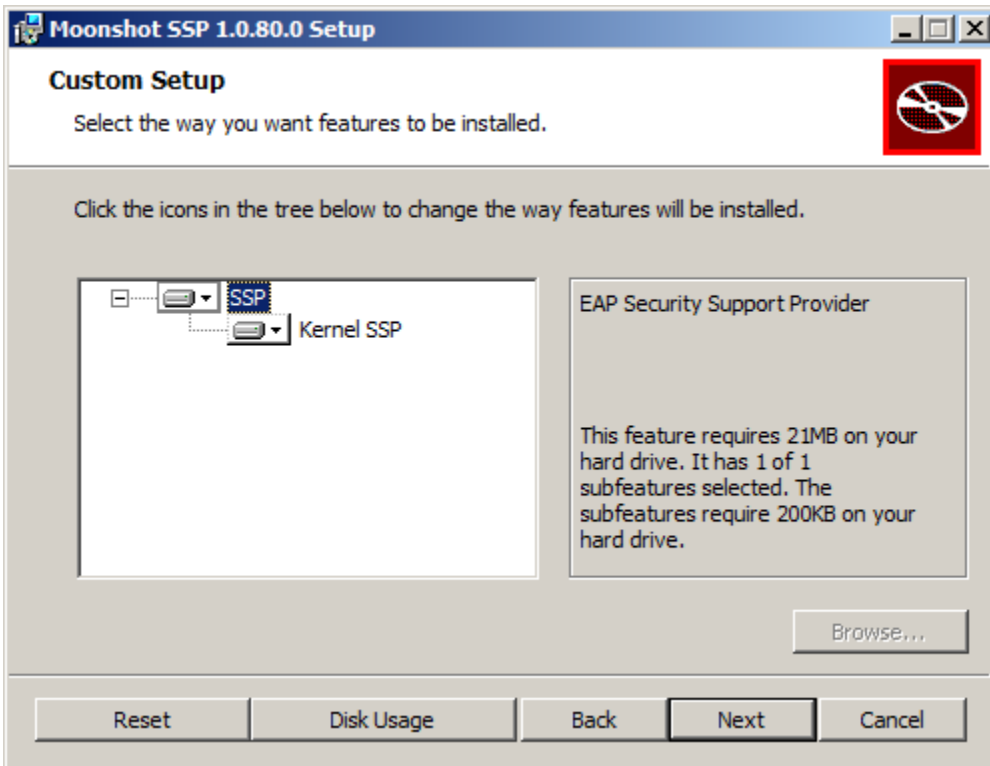 Moonshot SSP 1.0.80.0 Setup
Custom Setup
Select the way you want features to be installed.
Click the icons in the tree below to change the way features will be installed.
SSP
Kernel SSP
EAP Security Support Provider
This feature requires 21MB on your
hard drive. It has 1 of 1
subfeatures selected. The
subfeatures require 200KB on your
hard drive.
Browse...
Reset
Disk Usage
Back
Next
Cancel